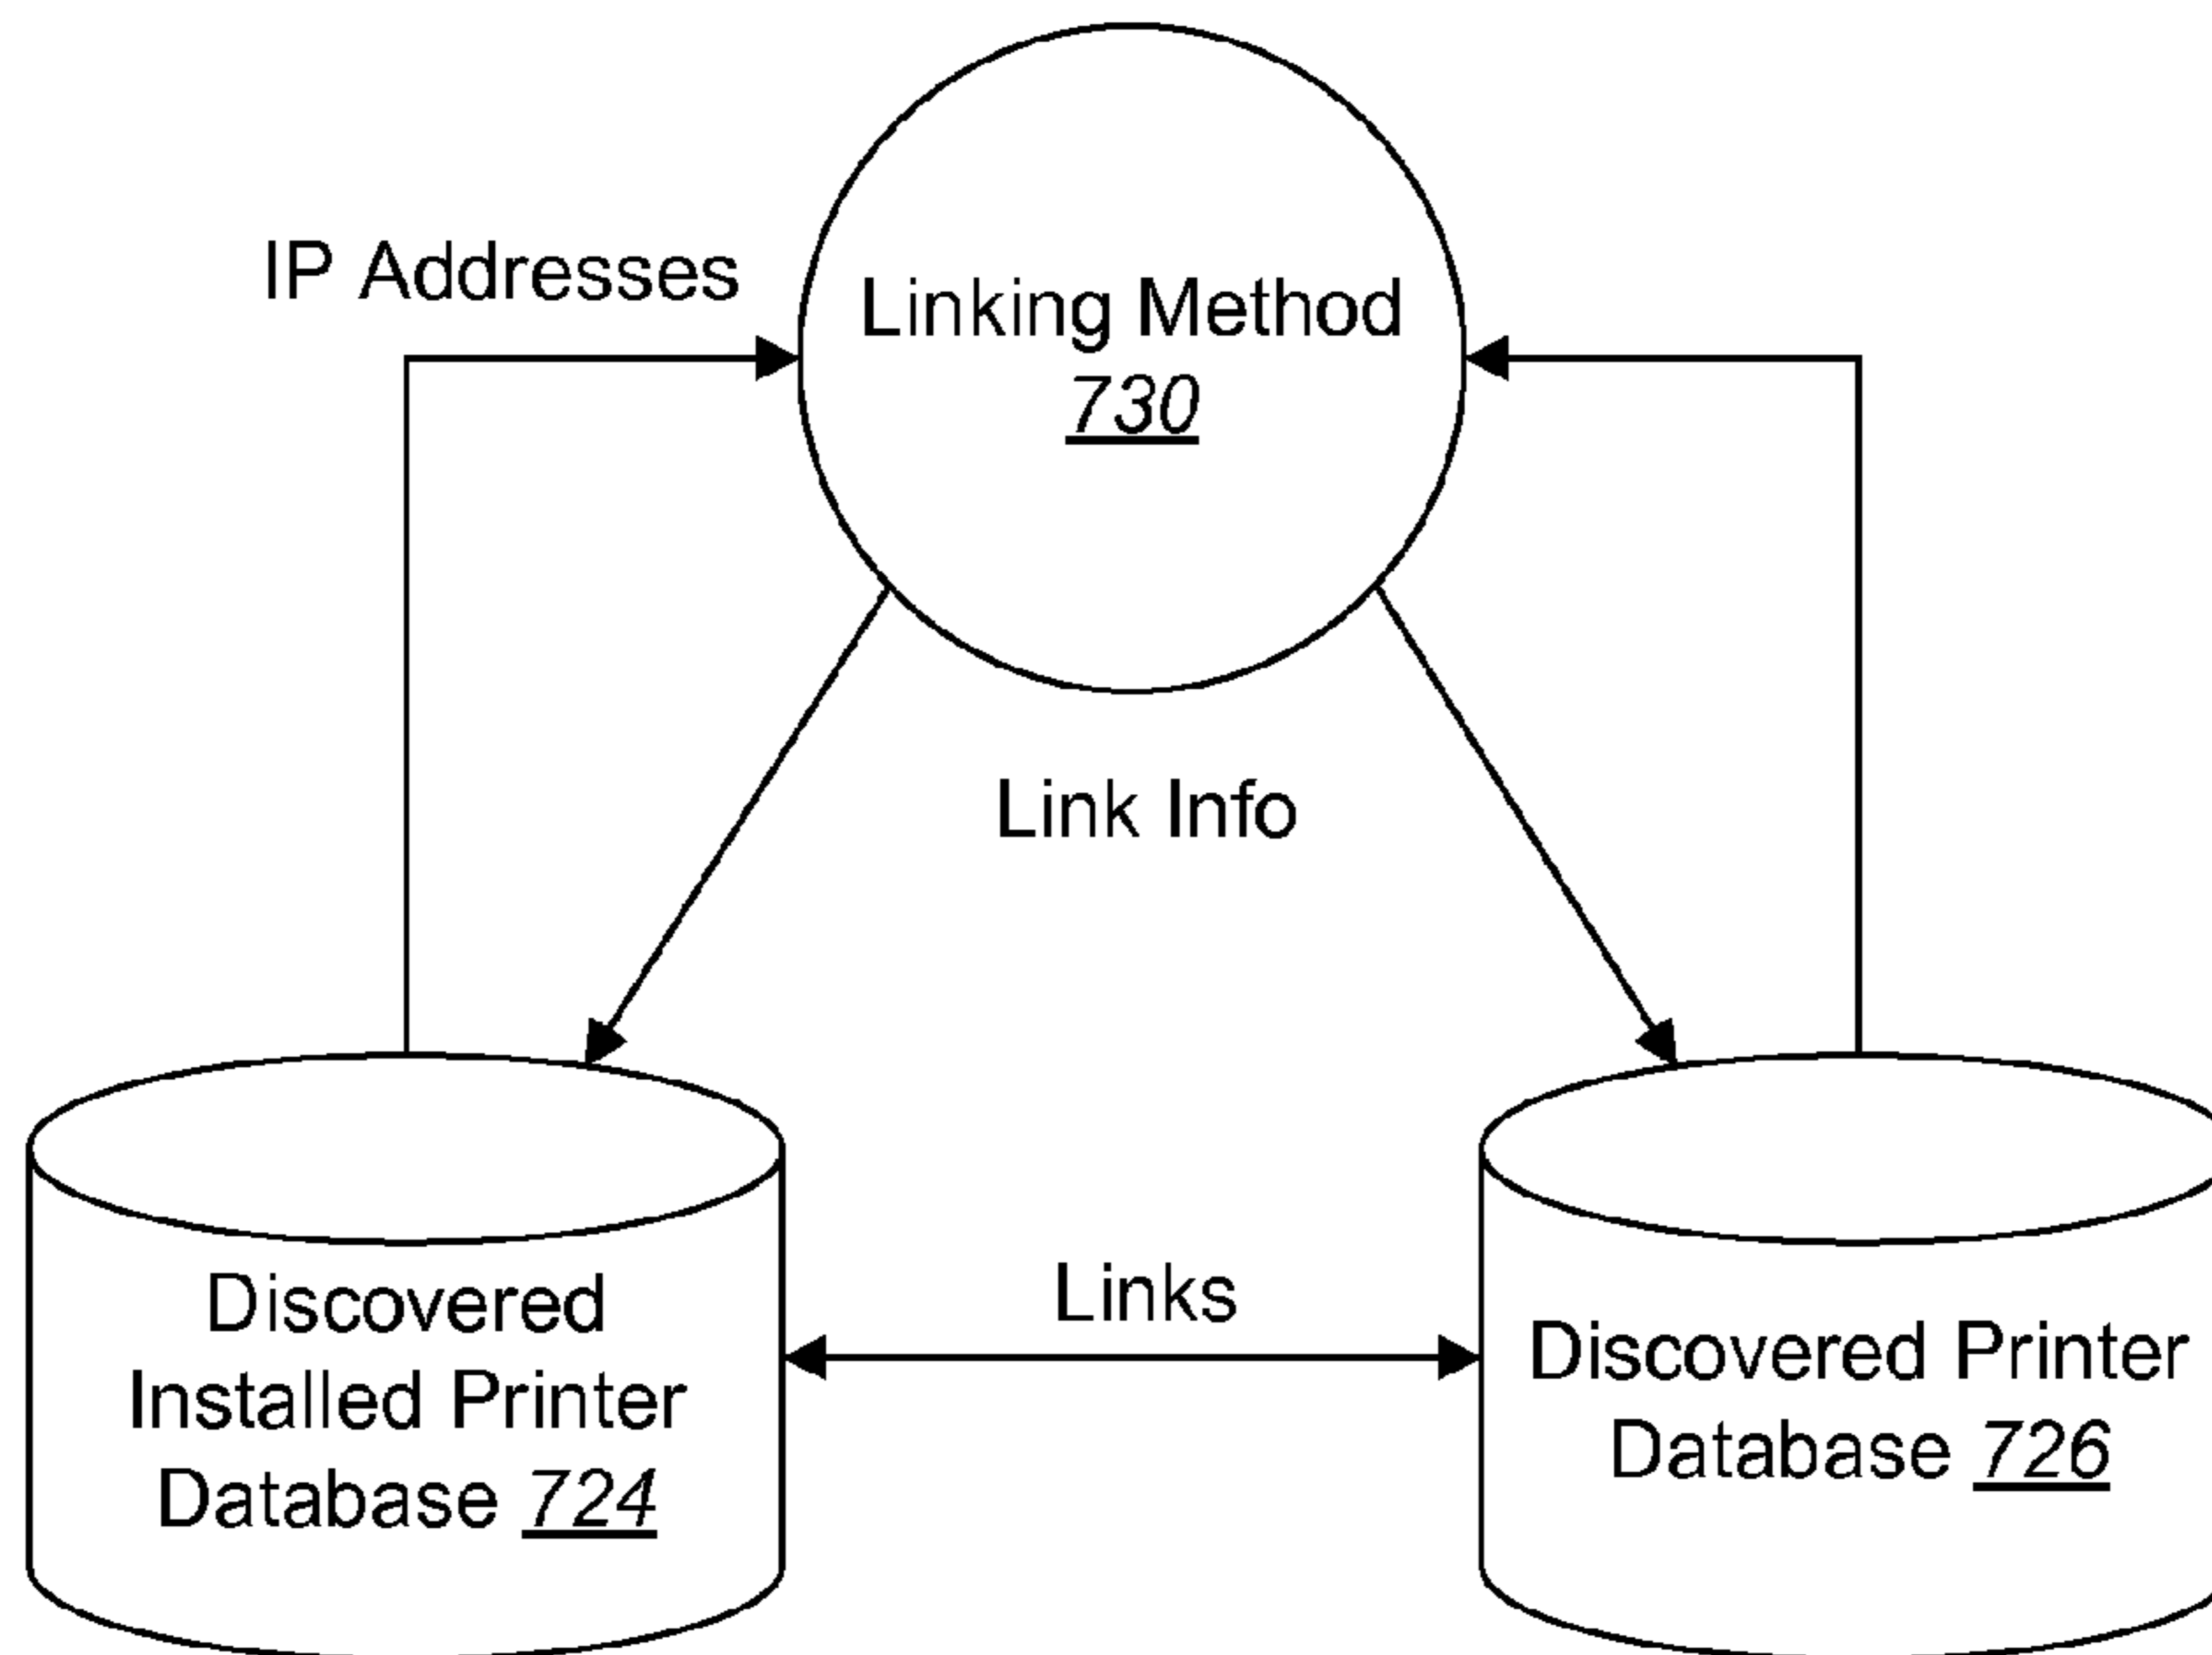 IP Addresses
Linking Method
730
Link Info
Links
Discovered
Installed Printer
Database 724
Discovered Printer
Database 726